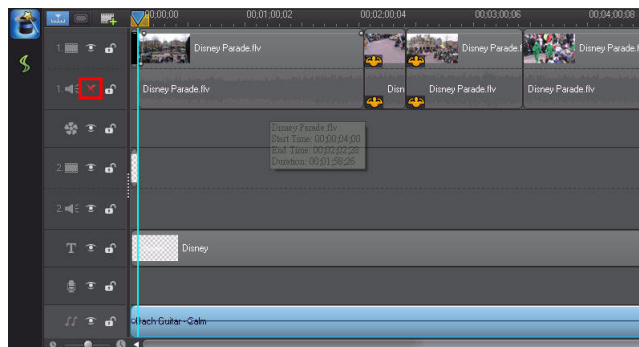 00;00;00 00;01;00;02 00;02;00;04 00;03;00;06 00;04;00;08
1. Disney Parade.flv Disney Parade.f Disney Parade.flv
1. Disney Parade.flv Disn Disney Parade.flv Disney Parade.flv
Disney Parade.flv
Start Time: 00;00;04;00
End Time: 00;02;02;28
Duration: 00;01;58;26
2.
2.
T Disney
Bach Guitar - Calm